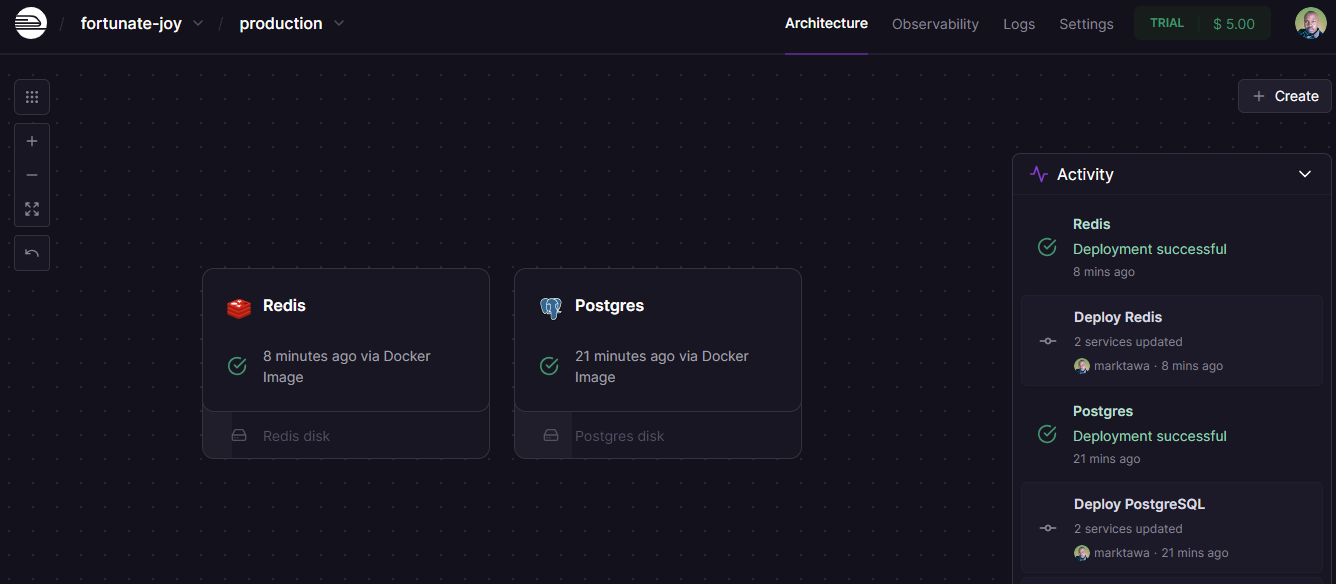 fortunate-joy / production
Architecture Observability Logs Settings TRIAL $ 5.00
Create
Activity
Redis
Deployment successful
8 mins ago
Deploy Redis
2 services updated
marktawa · 8 mins ago
Postgres
Deployment successful
21 mins ago
Deploy PostgreSQL
2 services updated
marktawa · 21 mins ago
Redis
8 minutes ago via Docker
Image
Redis disk
Postgres
21 minutes ago via Docker
Image
Postgres disk